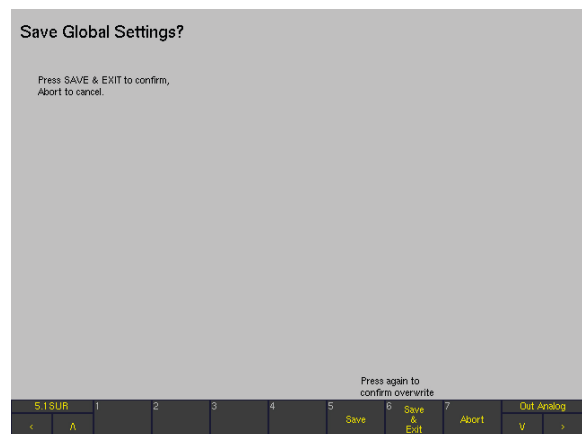 Save Global Settings?
Press SAVE & EXIT to confirm,
Abort to cancel.
Press again to
confirm overwrite
5.1SUR
< Λ
1
2
3
4
5 Save
6 Save
&
Exit
7 Abort
Out Analog
V >